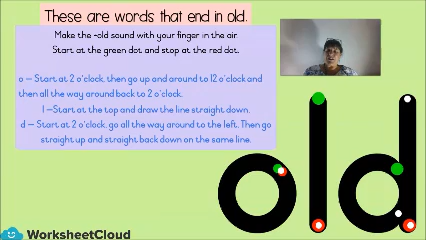 These are words that end in old.
Make the -old sound with your finger in the air.
Start at the green dot and stop at the red dot.
o – Start at 2 o'clock, then go up and around to 12 o'clock and
then all the way around back to 2 o'clock.
l –Start at the top and draw the line straight down.
d – Start at 2 o'clock, go all the way around to the left. Then go
straight up and straight back down on the same line.
old
WorksheetCloud